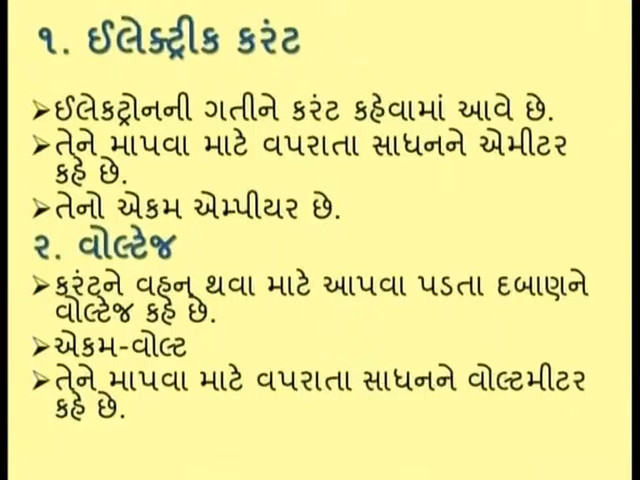 ૧. ઈલેક્ટ્રીક કરંટ
➢ઈલેકટ્રોનની ગતીને કરંટ કહેવામાં આવે છે.
➢તેને માપવા માટે વપરાતા સાધનને એમીટર
કહે છે.
➢તેનો એકમ એમ્પીયર છે.
૨. વોલ્ટેજ
➢કરંટને વહન થવા માટે આપવા પડતા દબાણને
વોલ્ટેજ કહે છે.
➢એકમ-વોલ્ટ
➢તેને માપવા માટે વપરાતા સાધનને વોલ્ટમીટર
કહે છે.